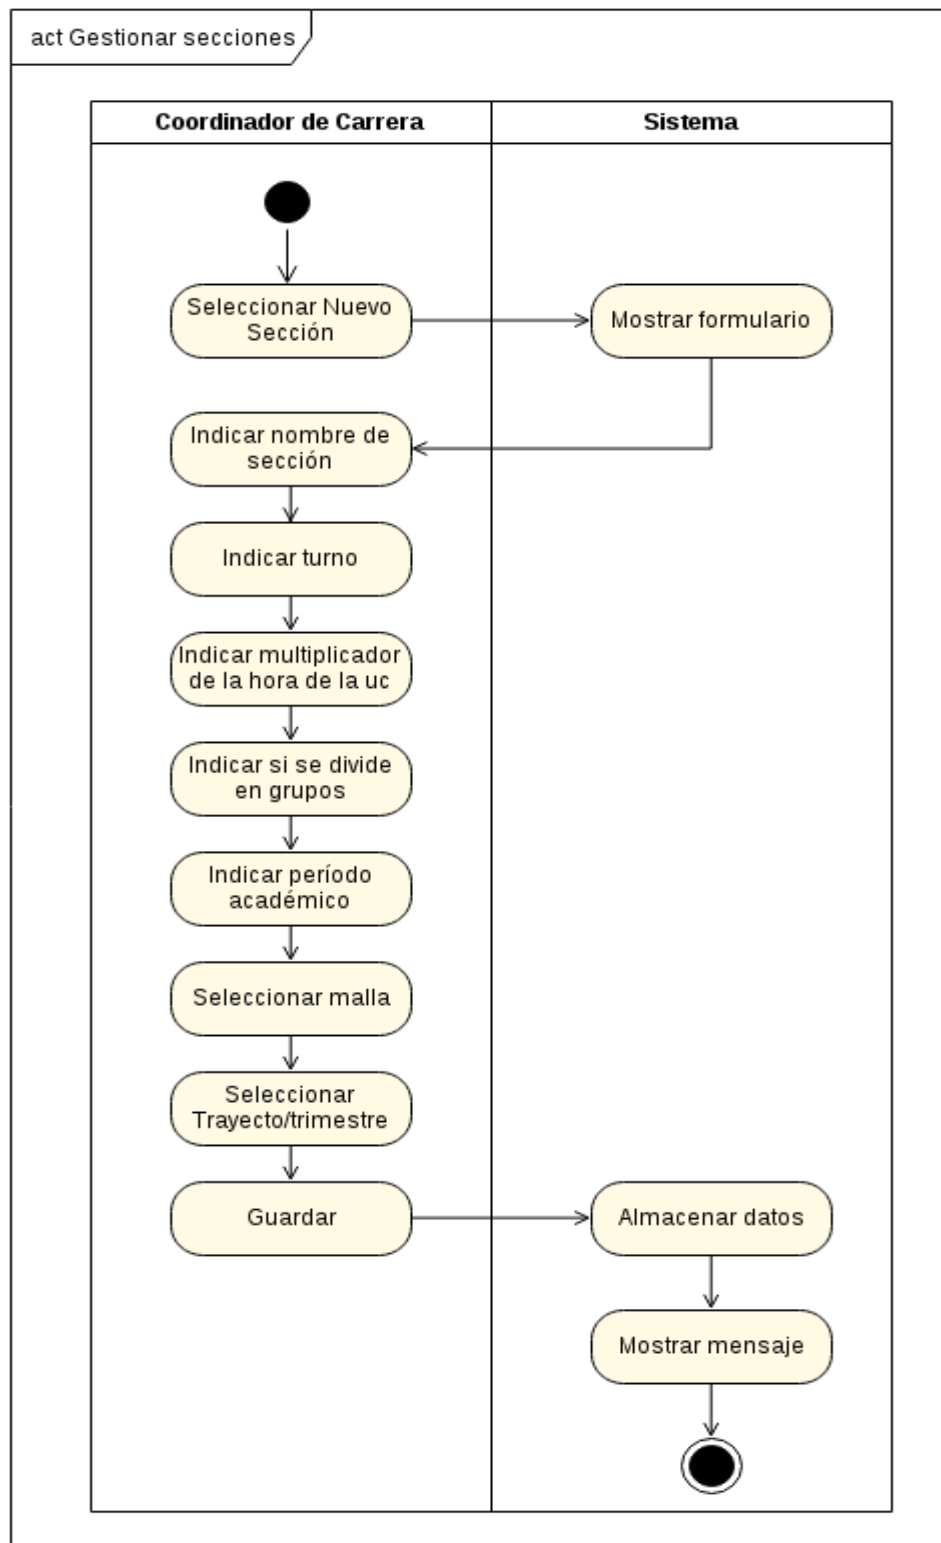 act Gestionar secciones
Coordinador de Carrera
Sistema
Seleccionar Nuevo
Sección
Mostrar formulario
Indicar nombre de
sección
Indicar turno
Indicar multiplicador
de la hora de la uc
Indicar si se divide
en grupos
Indicar período
académico
Seleccionar malla
Seleccionar
Trayecto/trimestre
Guardar
Almacenar datos
Mostrar mensaje